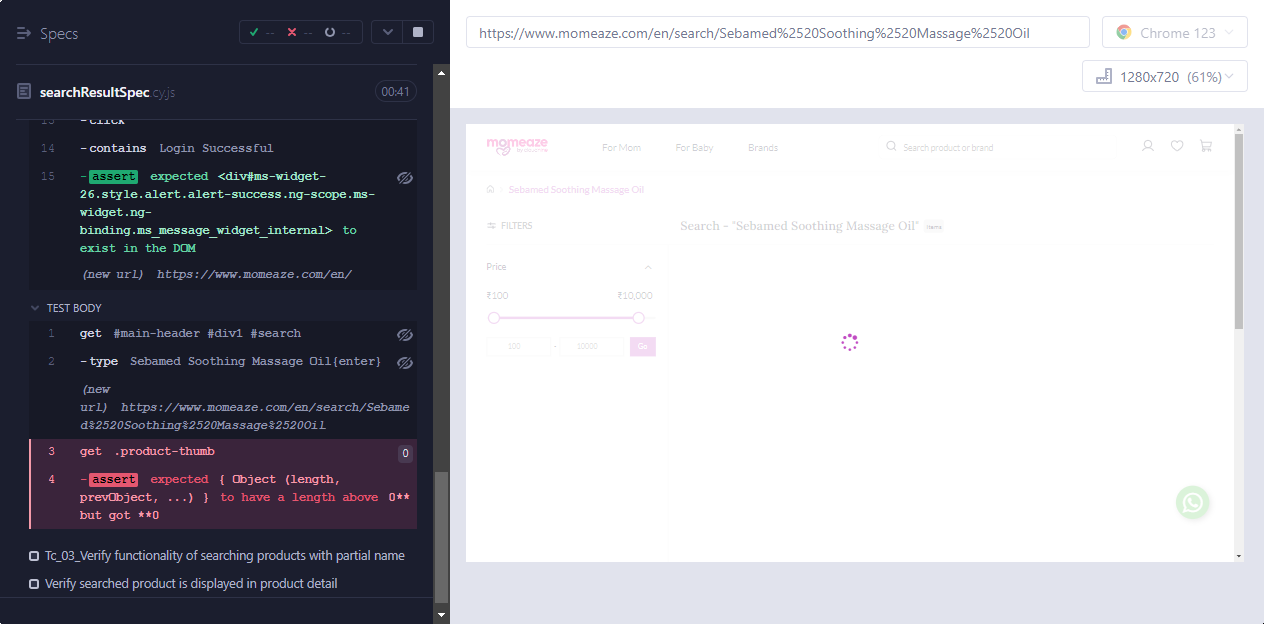 Specs
-- -- --
searchResultSpec.cy.js
00:41
13 -click
14 -contains Login Successful
15 -assert expected <div#ms-widget-
26.style.alert.alert-success.ng-scope.ms-
widget.ng-
binding.ms_message_widget_internal> to
exist in the DOM
(new url) https://www.momeaze.com/en/
TEST BODY
1 get #main-header #div1 #search
2 -type Sebamed Soothing Massage Oil{enter}
(new
url) https://www.momeaze.com/en/search/Sebame
d%2520Soothing%2520Massage%2520Oil
3 get .product-thumb 0
4 -assert expected { Object (length,
prevObject, ...) } to have a length above 0**
but got **0
Tc_03_Verify functionality of searching products with partial name
Verify searched product is displayed in product detail
https://www.momeaze.com/en/search/Sebamed%2520Soothing%2520Massage%2520Oil
Chrome 123
1280x720 (61%)
momeaze
For Mom For Baby Brands Search product or brand
Sebamed Soothing Massage Oil
FILTERS
Search - "Sebamed Soothing Massage Oil" items
Price
₹100 ₹10,000
100 - 10000 Go